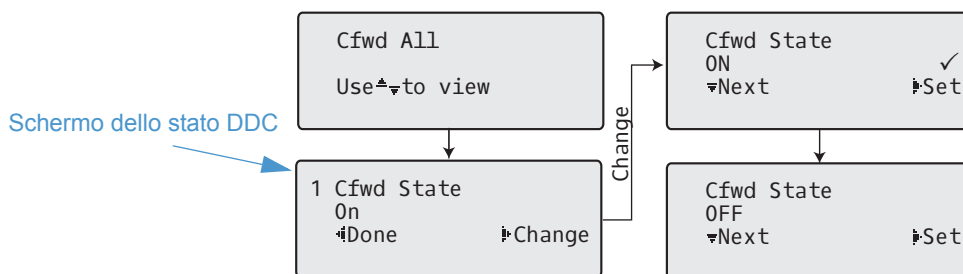 Cfwd All
Use▲▼to view
Schermo dello stato DDC
1 Cfwd State
On
◀Done ▶Change
Change
Cfwd State
ON ✓
▼Next ▶Set
Cfwd State
OFF
▼Next ▶Set